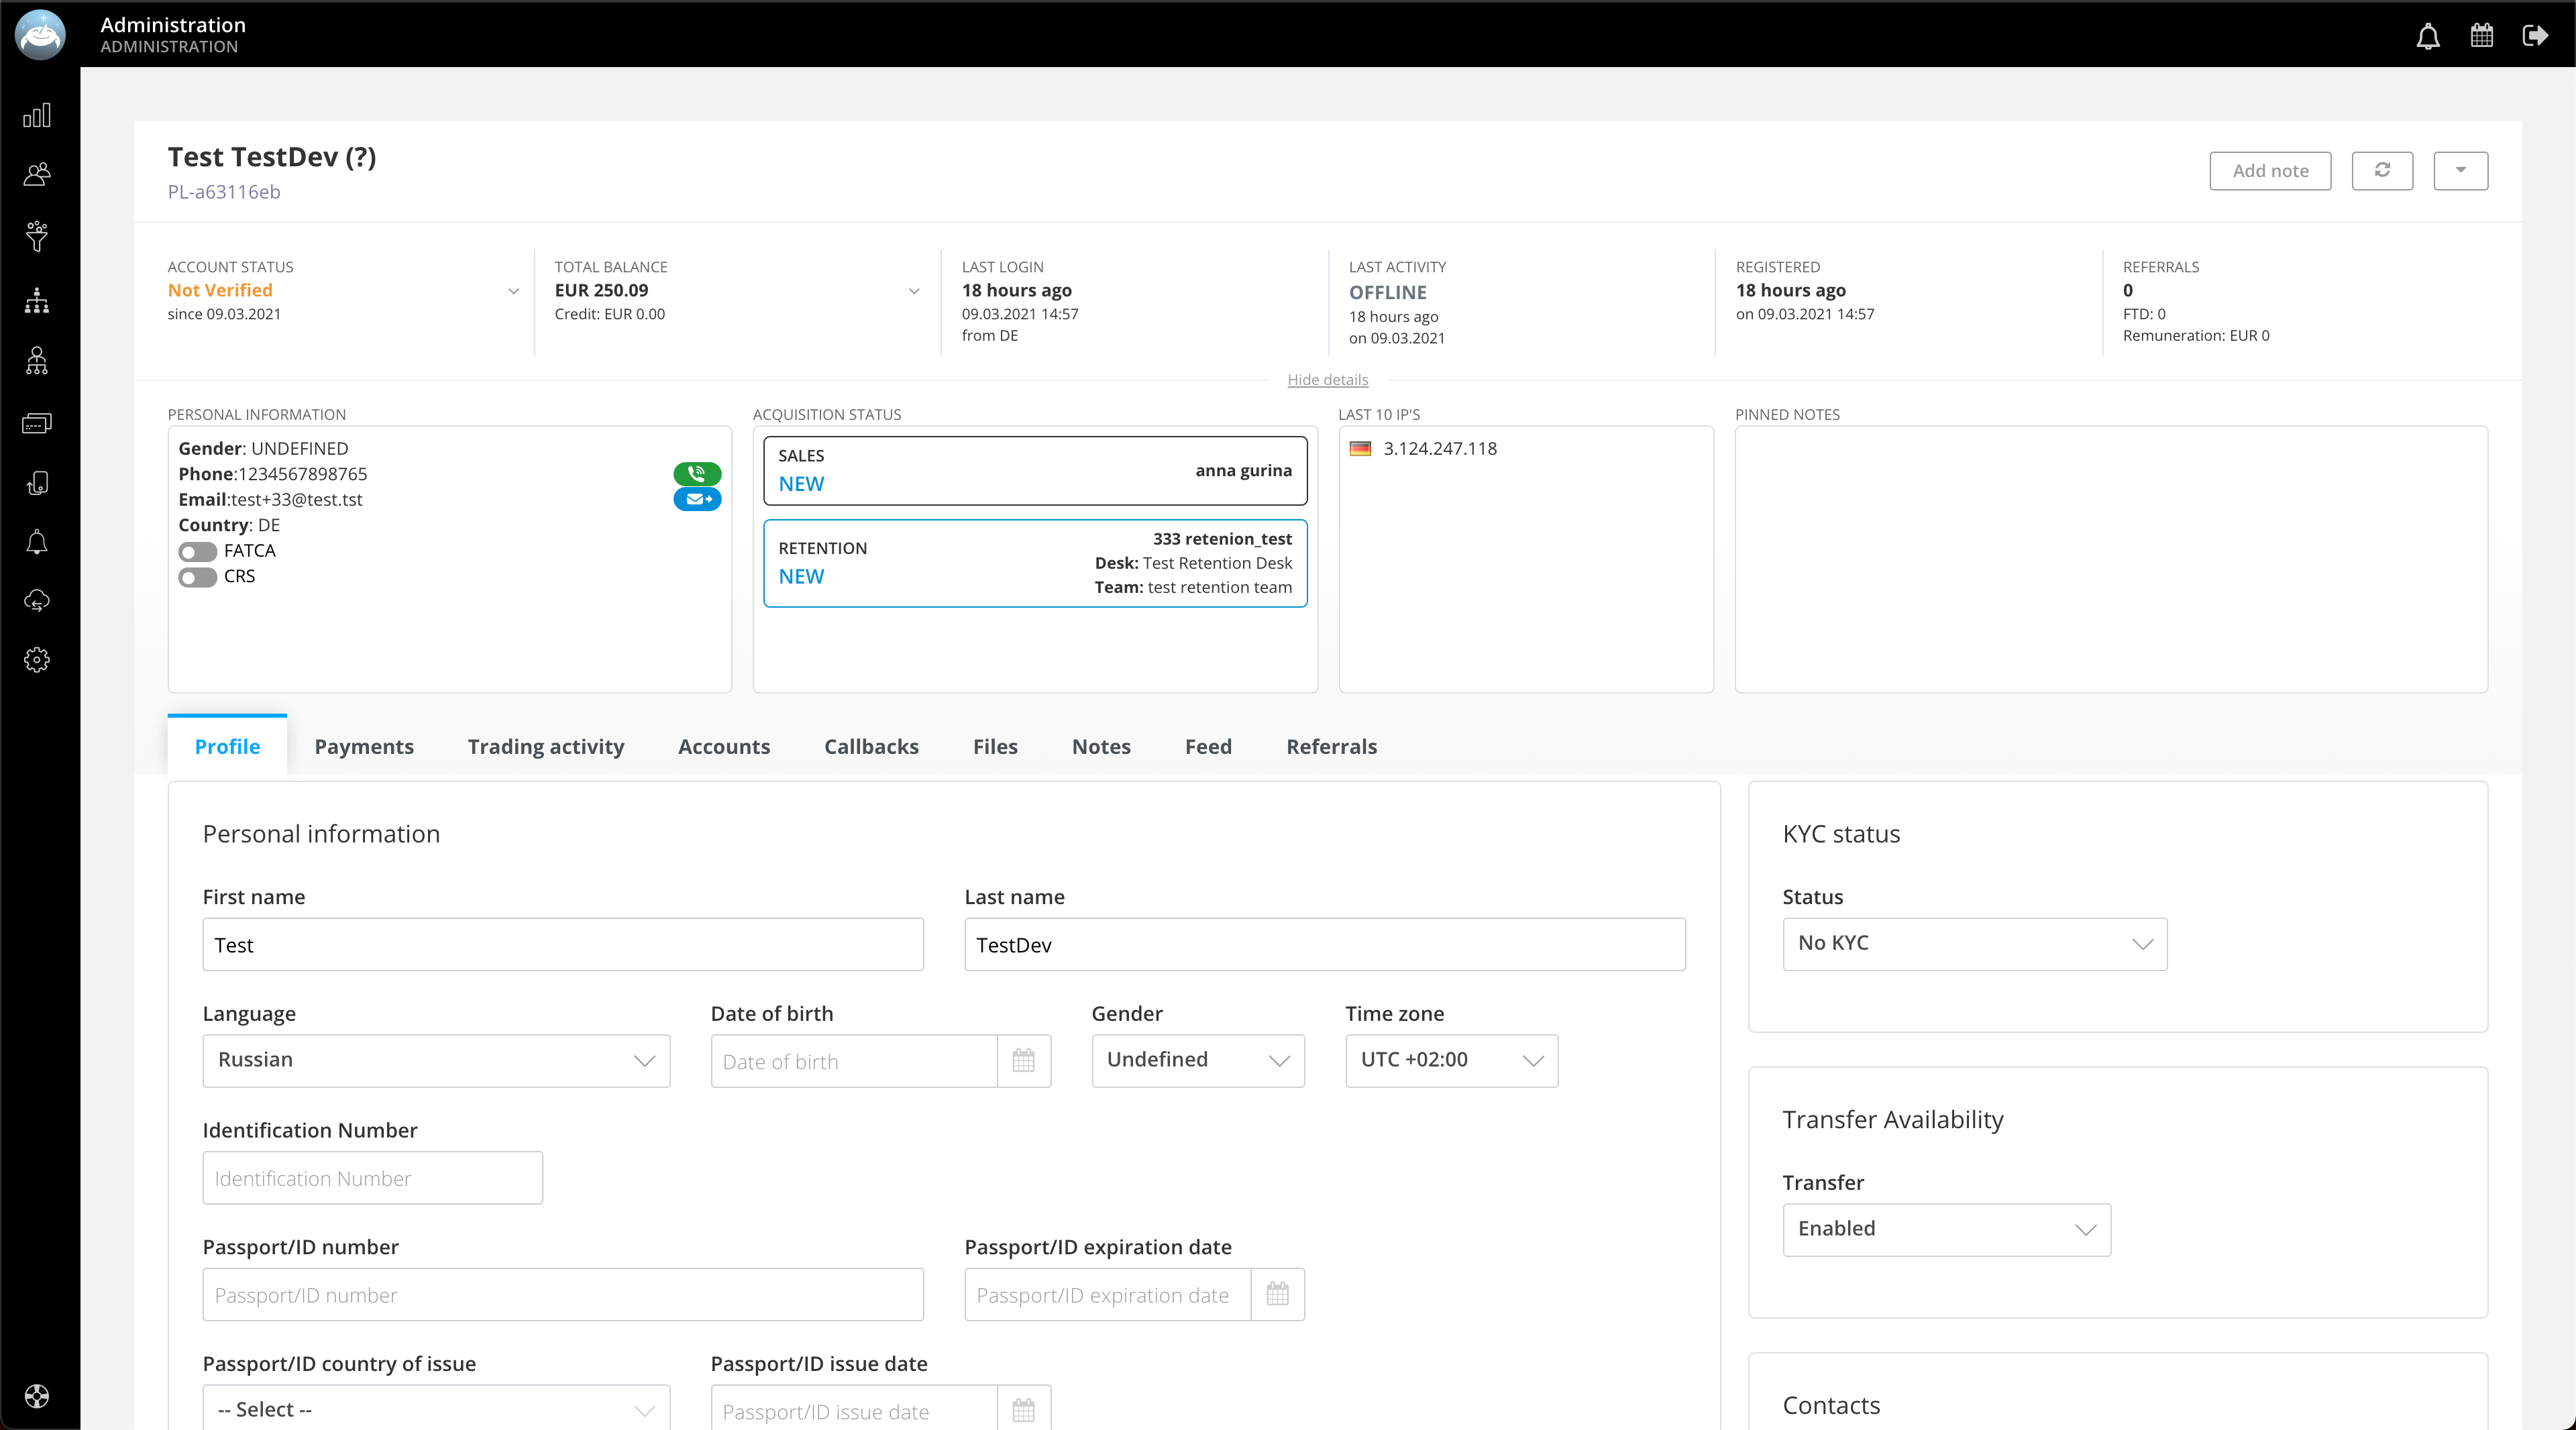 Administration
ADMINISTRATION
Test TestDev (?)
PL-a63116eb
Add note
ACCOUNT STATUS
Not Verified
since 09.03.2021
TOTAL BALANCE
EUR 250.09
Credit: EUR 0.00
LAST LOGIN
18 hours ago
09.03.2021 14:57
from DE
LAST ACTIVITY
OFFLINE
18 hours ago
on 09.03.2021
REGISTERED
18 hours ago
on 09.03.2021 14:57
REFERRALS
0
FTD: 0
Remuneration: EUR 0
Hide details
PERSONAL INFORMATION
Gender: UNDEFINED
Phone:1234567898765
Email:test+33@test.tst
Country: DE
FATCA
CRS
ACQUISITION STATUS
SALES
NEW
anna gurina
RETENTION
NEW
333 retenion_test
Desk: Test Retention Desk
Team: test retention team
LAST 10 IP'S
3.124.247.118
PINNED NOTES
Profile Payments Trading activity Accounts Callbacks Files Notes Feed Referrals
Personal information
First name Last name
Test TestDev
Language Date of birth Gender Time zone
Russian Date of birth Undefined UTC +02:00
Identification Number
Identification Number
Passport/ID number Passport/ID expiration date
Passport/ID number Passport/ID expiration date
Passport/ID country of issue Passport/ID issue date
-- Select -- Passport/ID issue date
KYC status
Status
No KYC
Transfer Availability
Transfer
Enabled
Contacts